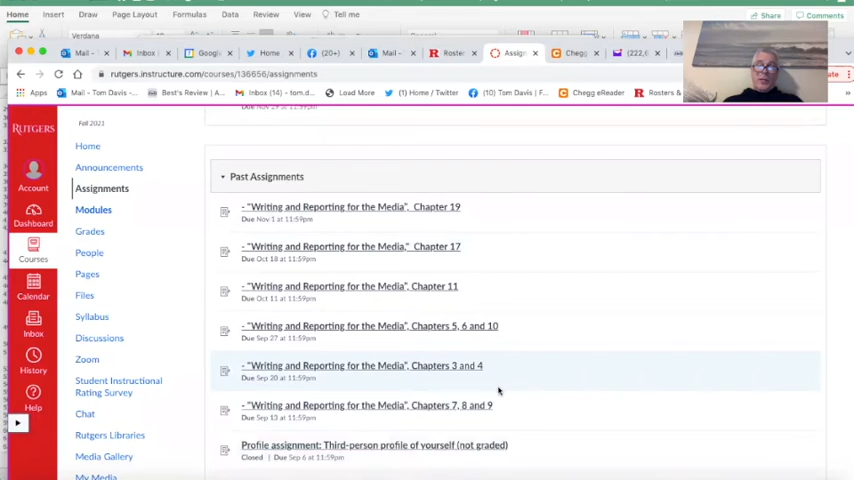 Home Insert Draw Page Layout Formulas Data Review View Tell me
Share Comments
Verdana
Mail - Inbox Google Home (20+) Mail - Roster Assign Chegg (222,
rutgers.instructure.com/courses/136656/assignments
Apps Mail - Tom Davis -... Best's Review | A... Inbox (14) - tom.d... Load More (1) Home / Twitter (10) Tom Davis | F... Chegg eReader Rosters &
Fall 2021
Nov 29 at 11:59pm
RUTGERS
Account
Dashboard
Courses
Calendar
Inbox
History
Help
Home
Announcements
Assignments
Modules
Grades
People
Pages
Files
Syllabus
Discussions
Zoom
Student Instructional
Rating Survey
Chat
Rutgers Libraries
Media Gallery
My Media
Past Assignments
- "Writing and Reporting for the Media", Chapter 19
Due Nov 1 at 11:59pm
- "Writing and Reporting for the Media," Chapter 17
Due Oct 18 at 11:59pm
- "Writing and Reporting for the Media", Chapter 11
Due Oct 11 at 11:59pm
- "Writing and Reporting for the Media", Chapters 5, 6 and 10
Due Sep 27 at 11:59pm
- "Writing and Reporting for the Media", Chapters 3 and 4
Due Sep 20 at 11:59pm
- "Writing and Reporting for the Media", Chapters 7, 8 and 9
Due Sep 13 at 11:59pm
Profile assignment: Third-person profile of yourself (not graded)
Closed | Due Sep 6 at 11:59pm